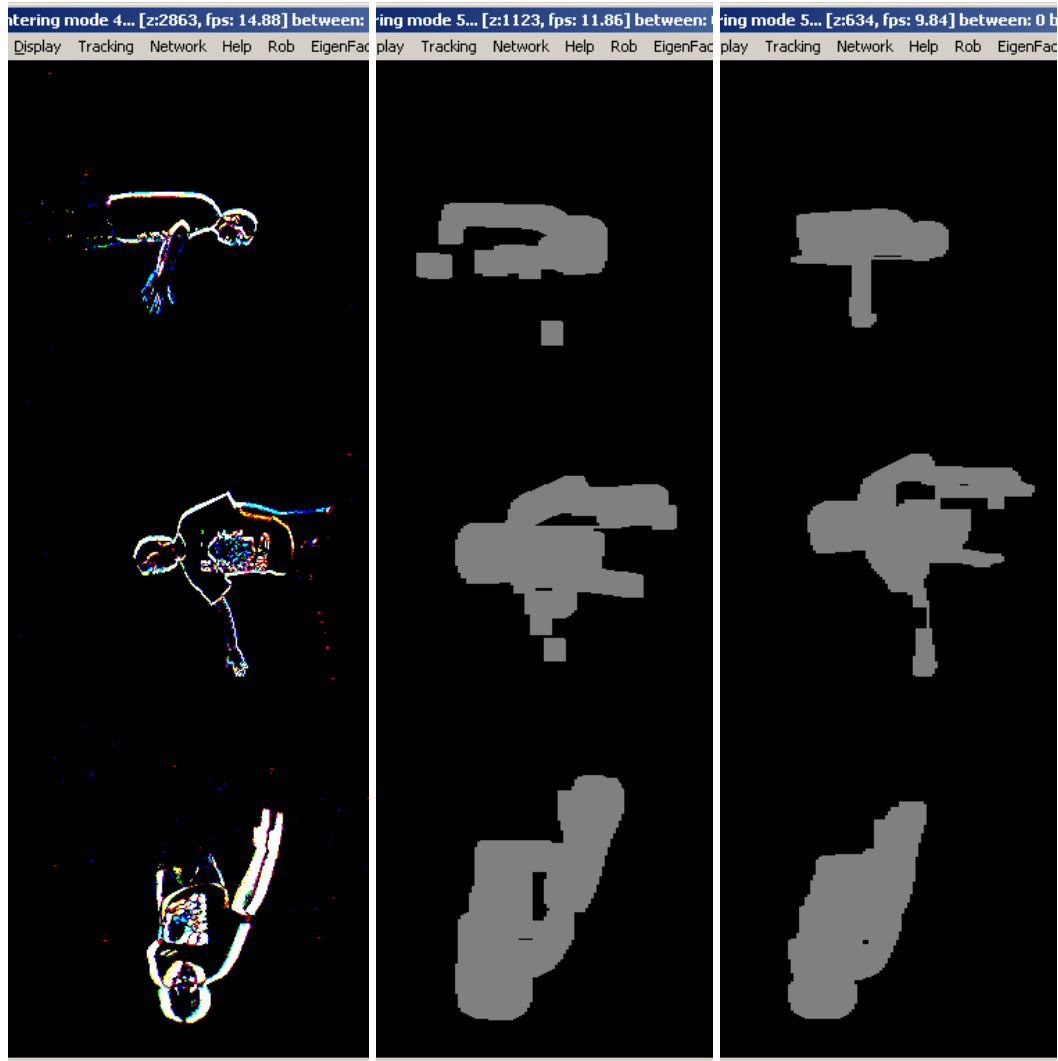 ntering mode 4... [z:2863, fps: 14.88] between:
Display Tracking Network Help Rob EigenFac
ring mode 5... [z:1123, fps: 11.86] between:
play Tracking Network Help Rob EigenFac
ring mode 5... [z:634, fps: 9.84] between: 0 b
play Tracking Network Help Rob EigenFac